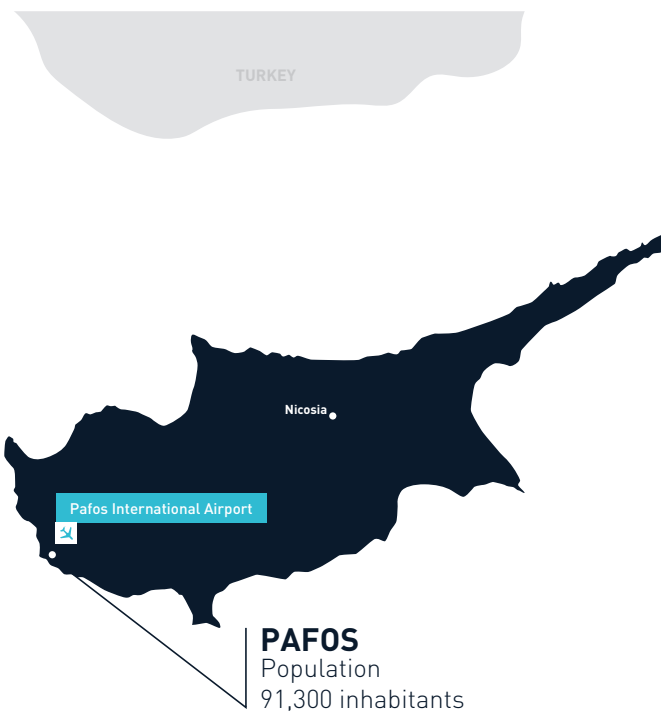 TURKEY
Nicosia
Pafos International Airport
PAFOS
Population
91,300 inhabitants